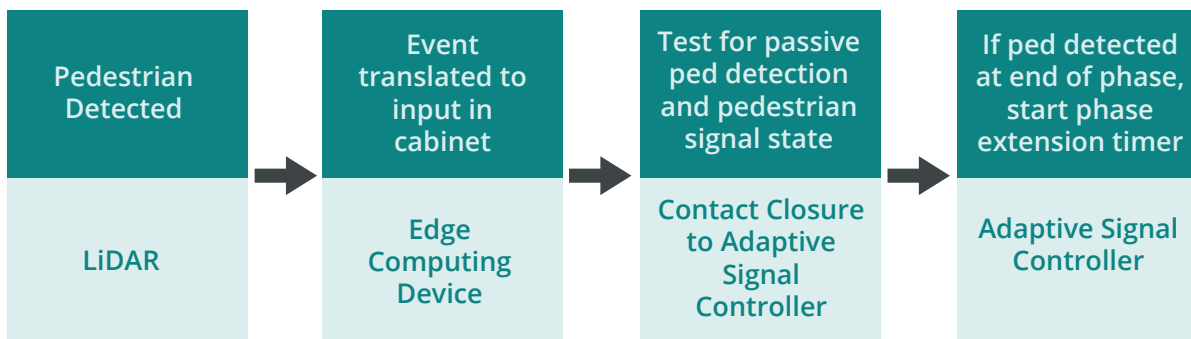 Pedestrian
Detected
LiDAR
Event
translated to
input in
cabinet
Edge
Computing
Device
Test for passive
ped detection
and pedestrian
signal state
Contact Closure
to Adaptive
Signal
Controller
If ped detected
at end of phase,
start phase
extension timer
Adaptive Signal
Controller